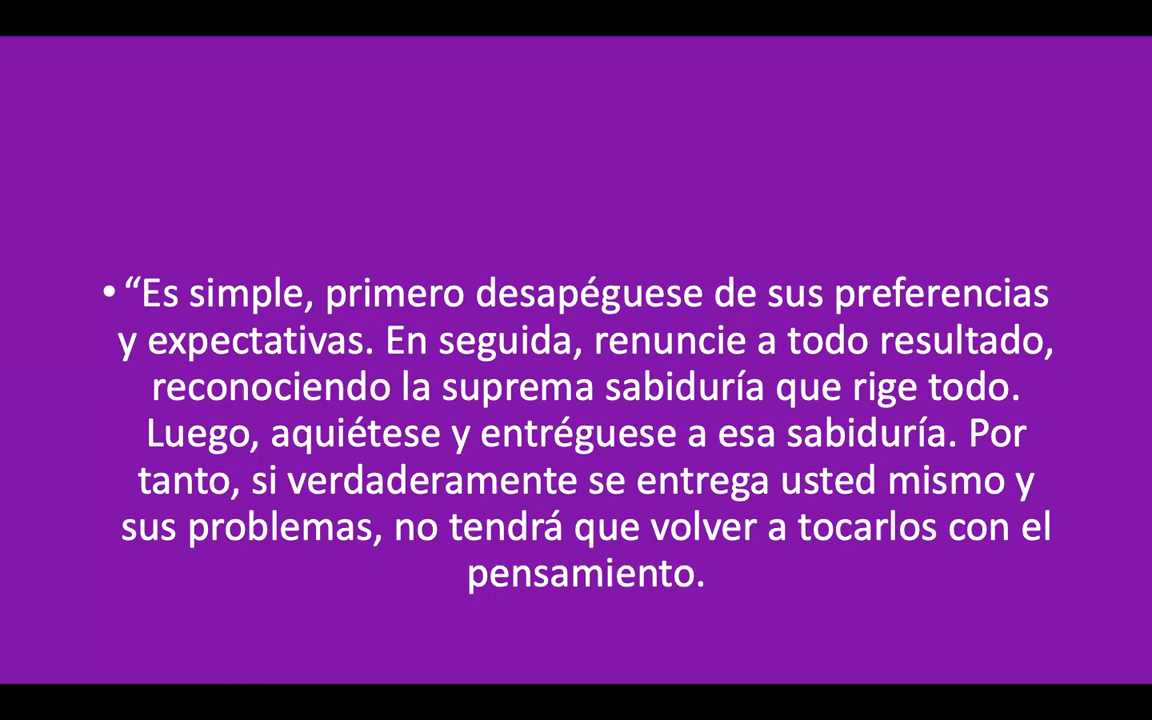 • “Es simple, primero desapéguese de sus preferencias
y expectativas. En seguida, renuncie a todo resultado,
reconociendo la suprema sabiduría que rige todo.
Luego, aquiétese y entréguese a esa sabiduría. Por
tanto, si verdaderamente se entrega usted mismo y
sus problemas, no tendrá que volver a tocarlos con el
pensamiento.